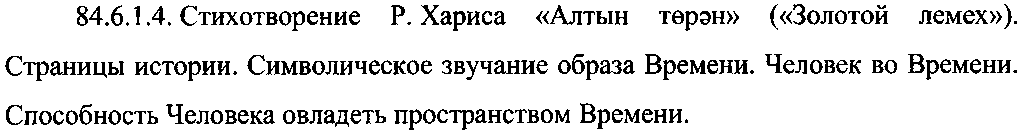 84.6.1.4. Стихотворение Р. Хариса «Алтын төрән» («Золотой лемех»).
Страницы истории. Символическое звучание образа Времени. Человек во Времени.
Способность Человека овладеть пространством Времени.